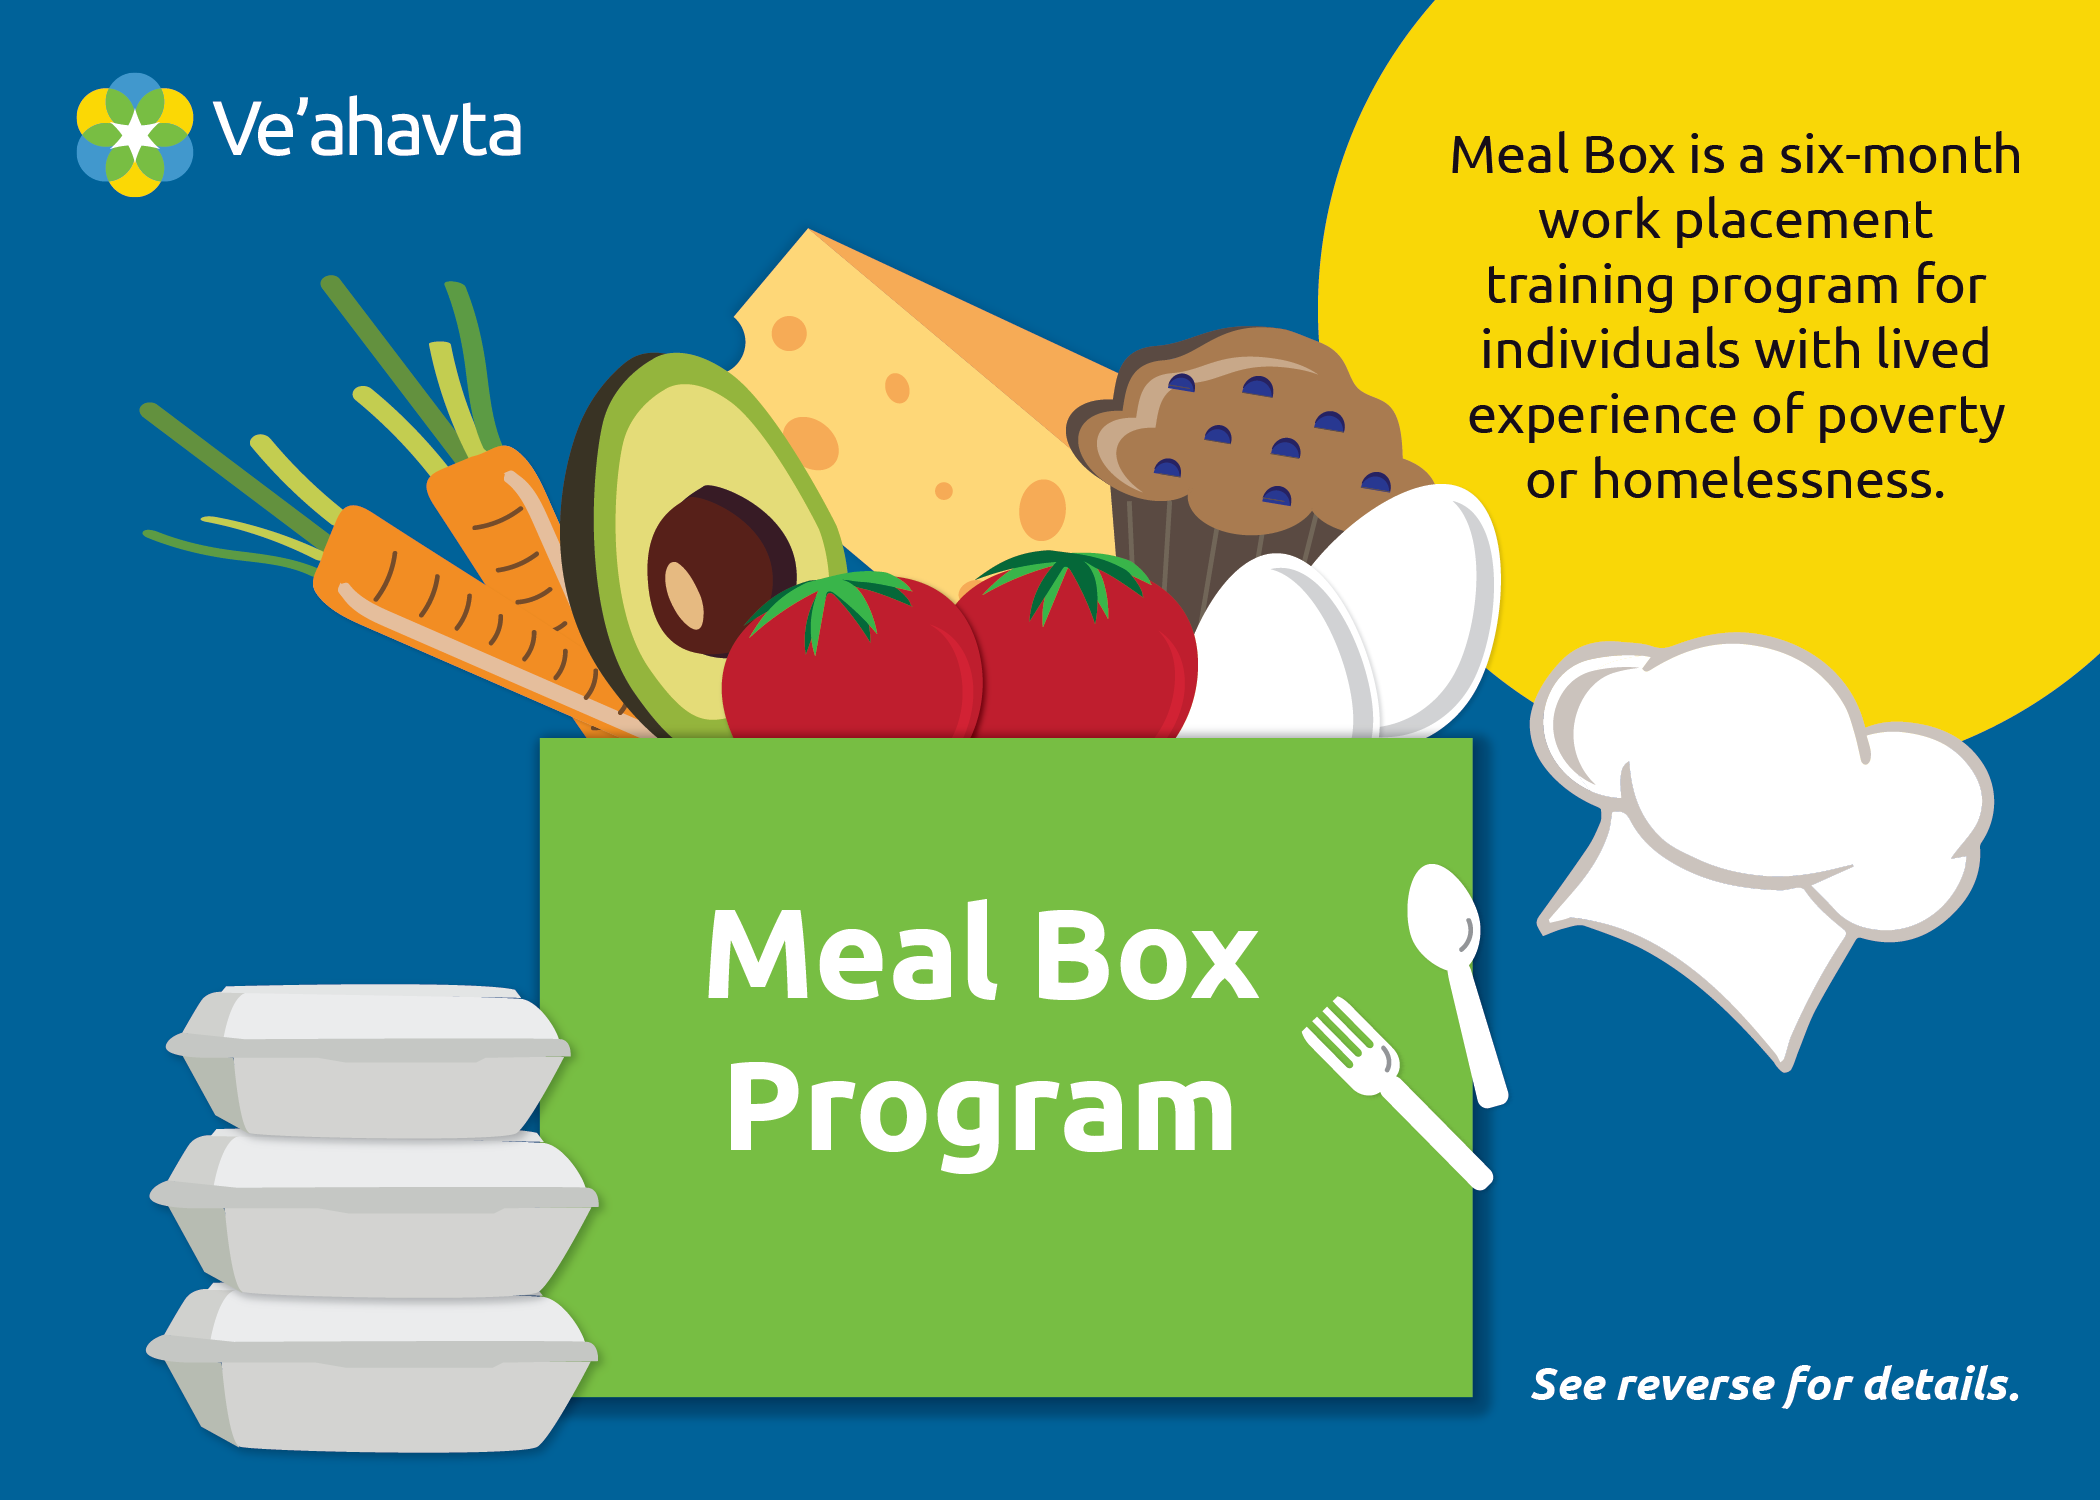 Ve’ahavta
Meal Box is a six-month
work placement
training program for
individuals with lived
experience of poverty
or homelessness.
Meal Box
Program
See reverse for details.